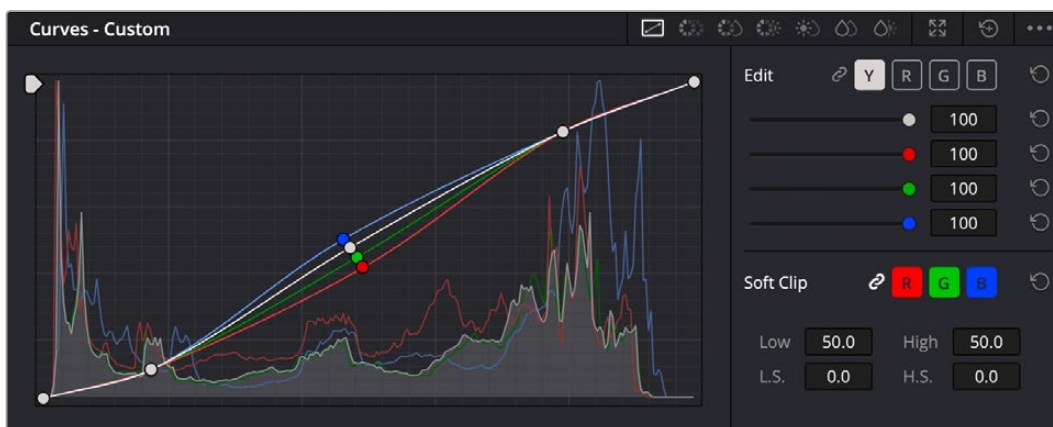 Curves - Custom
Edit Y R G B
100
100
100
100
Soft Clip R G B
Low 50.0 High 50.0
L.S. 0.0 H.S. 0.0